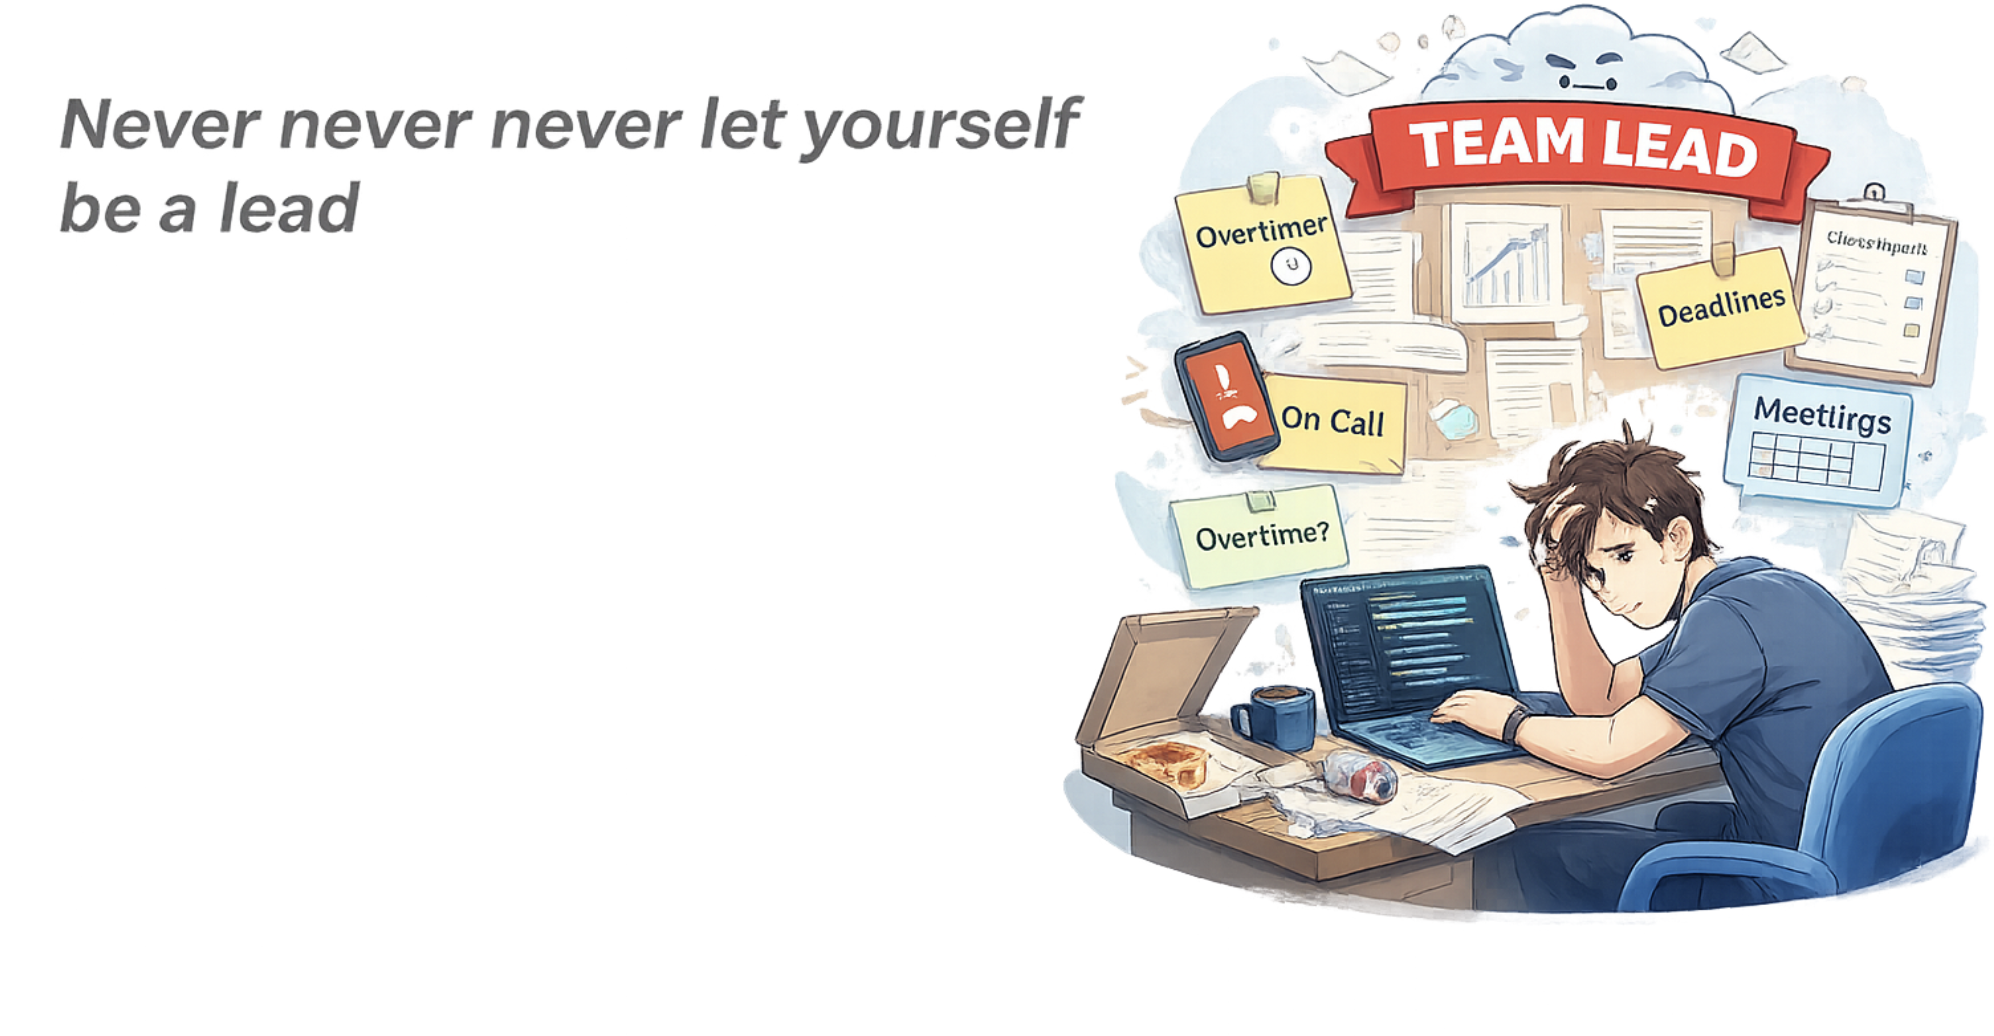 Never never never let yourself
be a lead
TEAM LEAD
Overtimer
Deadlines
On Call
Meetlirgs
Overtime?